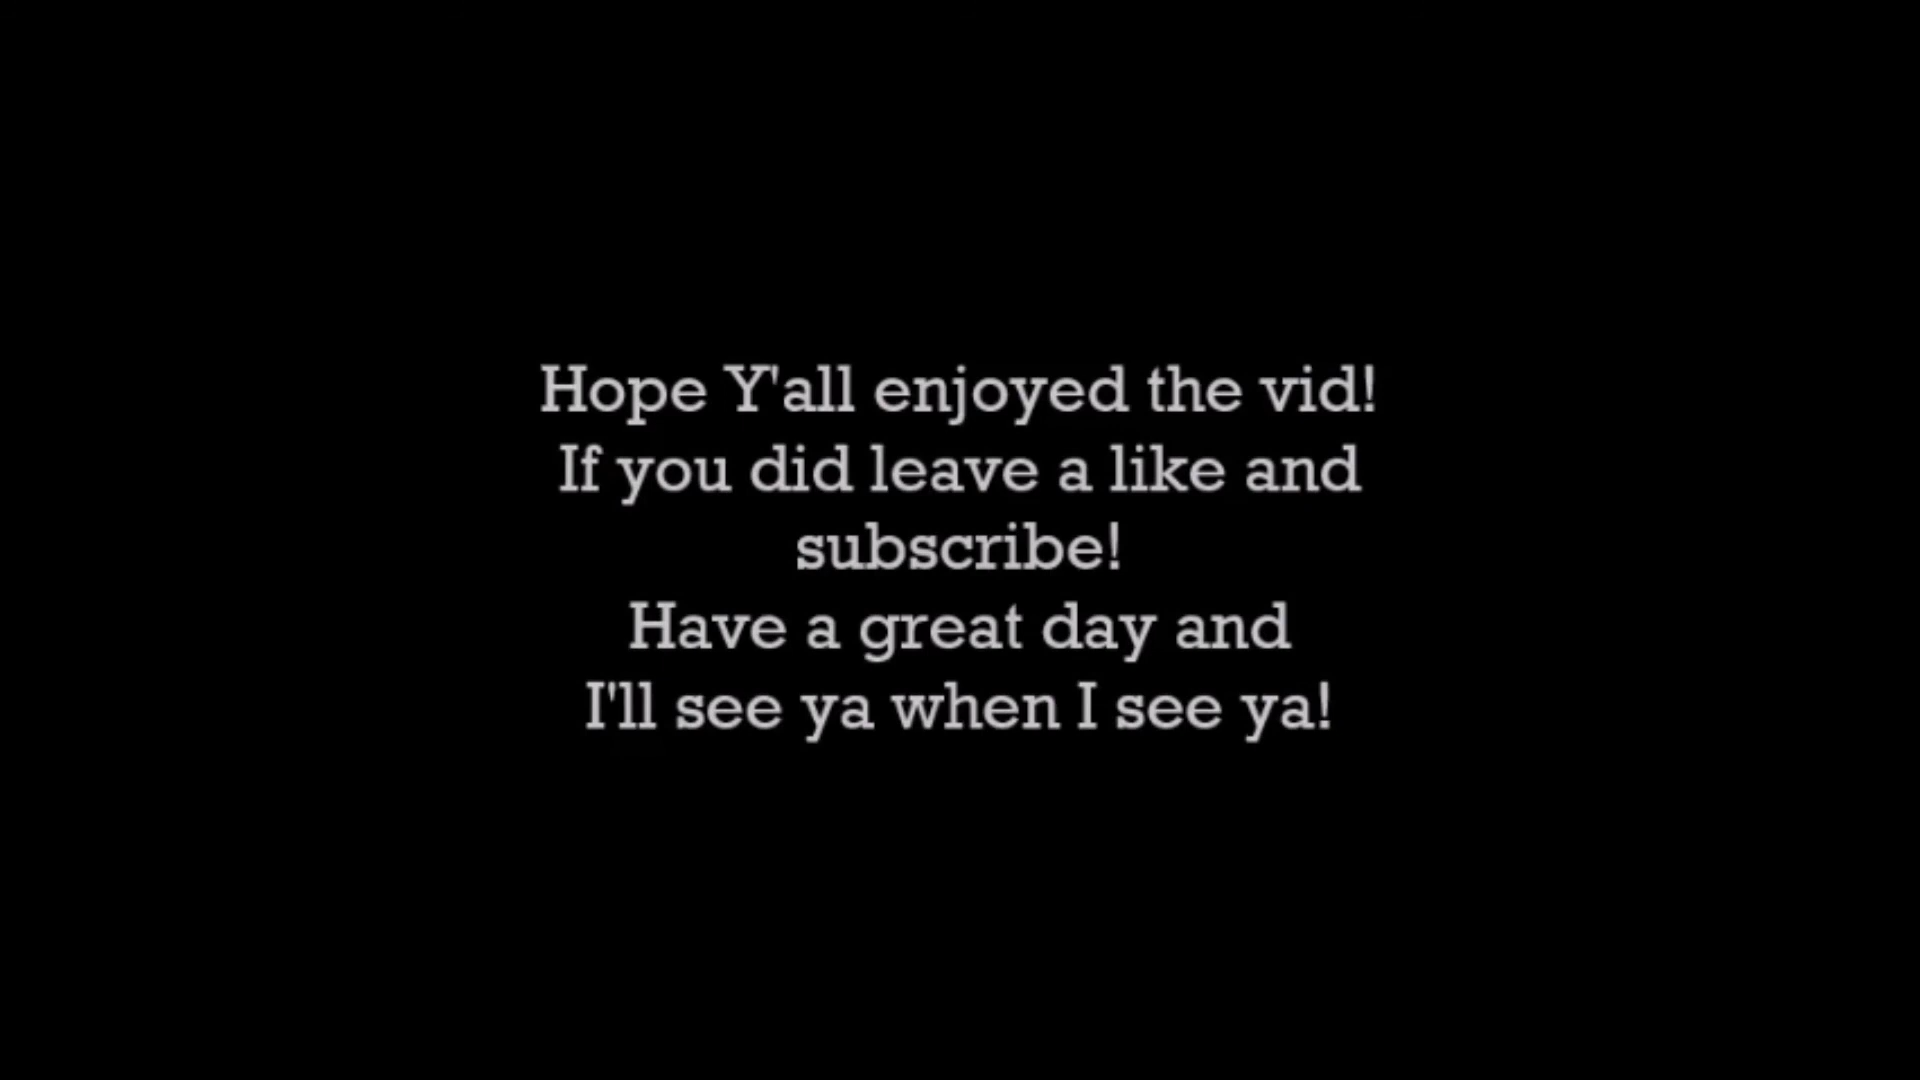 Hope Y'all enjoyed the vid!
If you did leave a like and
subscribe!
Have a great day and
I'll see ya when I see ya!